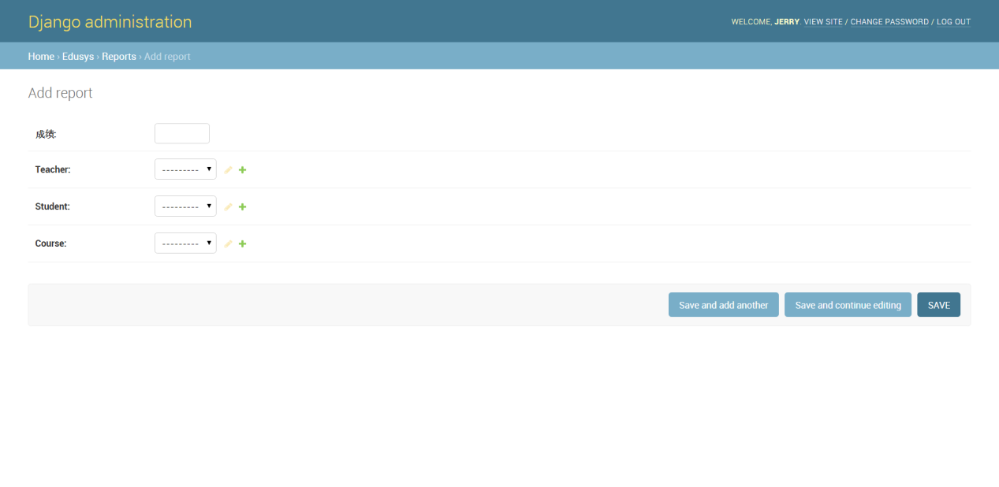 Django administration
WELCOME, JERRY. VIEW SITE / CHANGE PASSWORD / LOG OUT
Home › Edusys › Reports › Add report
Add report
成绩:
Teacher: ---------
Student: ---------
Course: ---------
Save and add another Save and continue editing SAVE